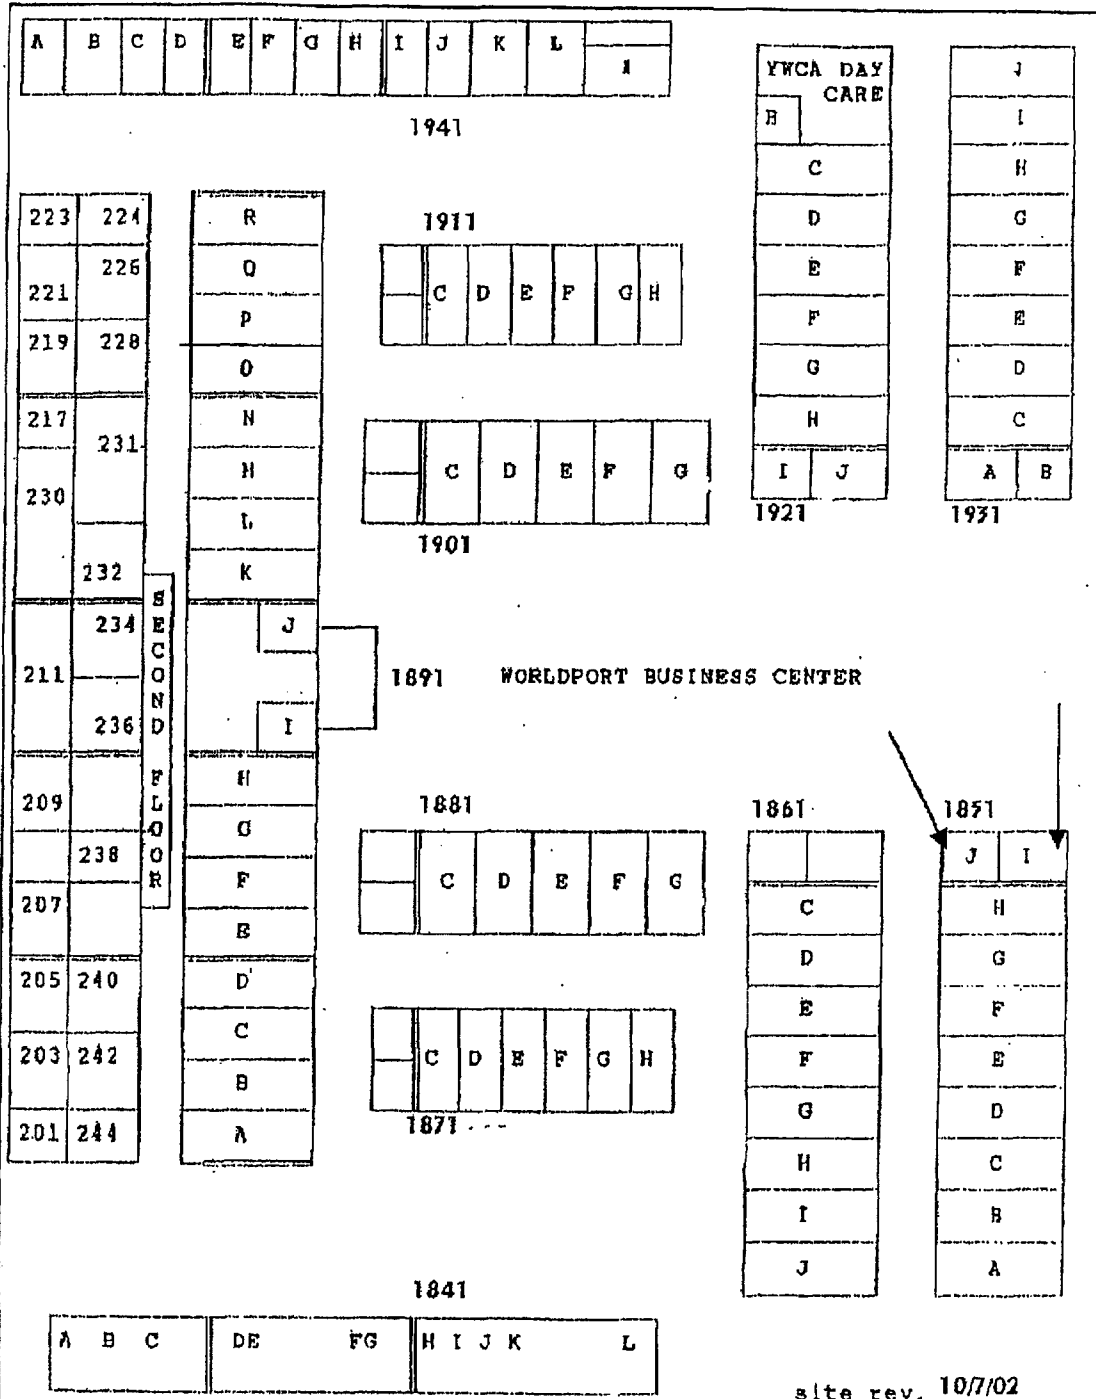 A B C D E F G H I J K L
1941
YWCA DAY
CARE
B
C
D
E
F
G
H
I J
1921
J
I
H
G
F
E
D
C
A B
1931
223 224
226
221
219 228
217
231
230
232
234
211
236
209
238
207
205 240
203 242
201 244
SECOND FLOOR
R
Q
P
O
N
L
K
J
I
H
G
F
E
D
C
B
A
1911
C D E F G H
C D E F G
1901
1891 WORLDPORT BUSINESS CENTER
1881
C D E F G
C D E F G H
1871
1861
C
D
E
F
G
H
I
J
1851
J I
H
G
F
E
D
C
B
A
1841
A B C DE FG H I J K L
site rev. 10/7/02